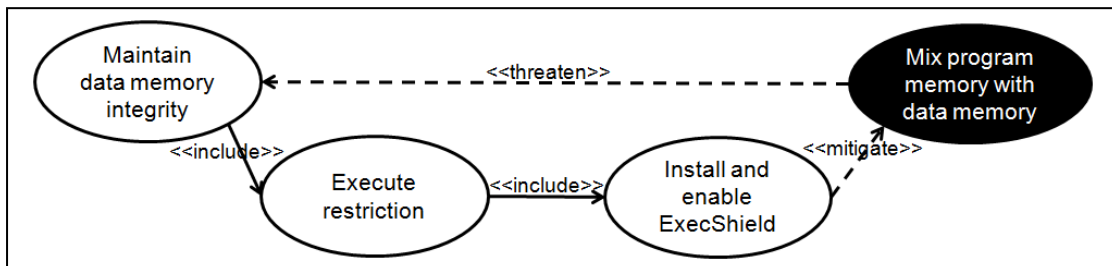 Maintain
data memory
integrity
<<threaten>>
Mix program
memory with
data memory
<<include>>
Execute
restriction
<<include>>
Install and
enable
ExecShield
<<mitigate>>